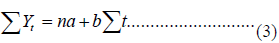 ∑Y_t = na + b∑t...........................(3)